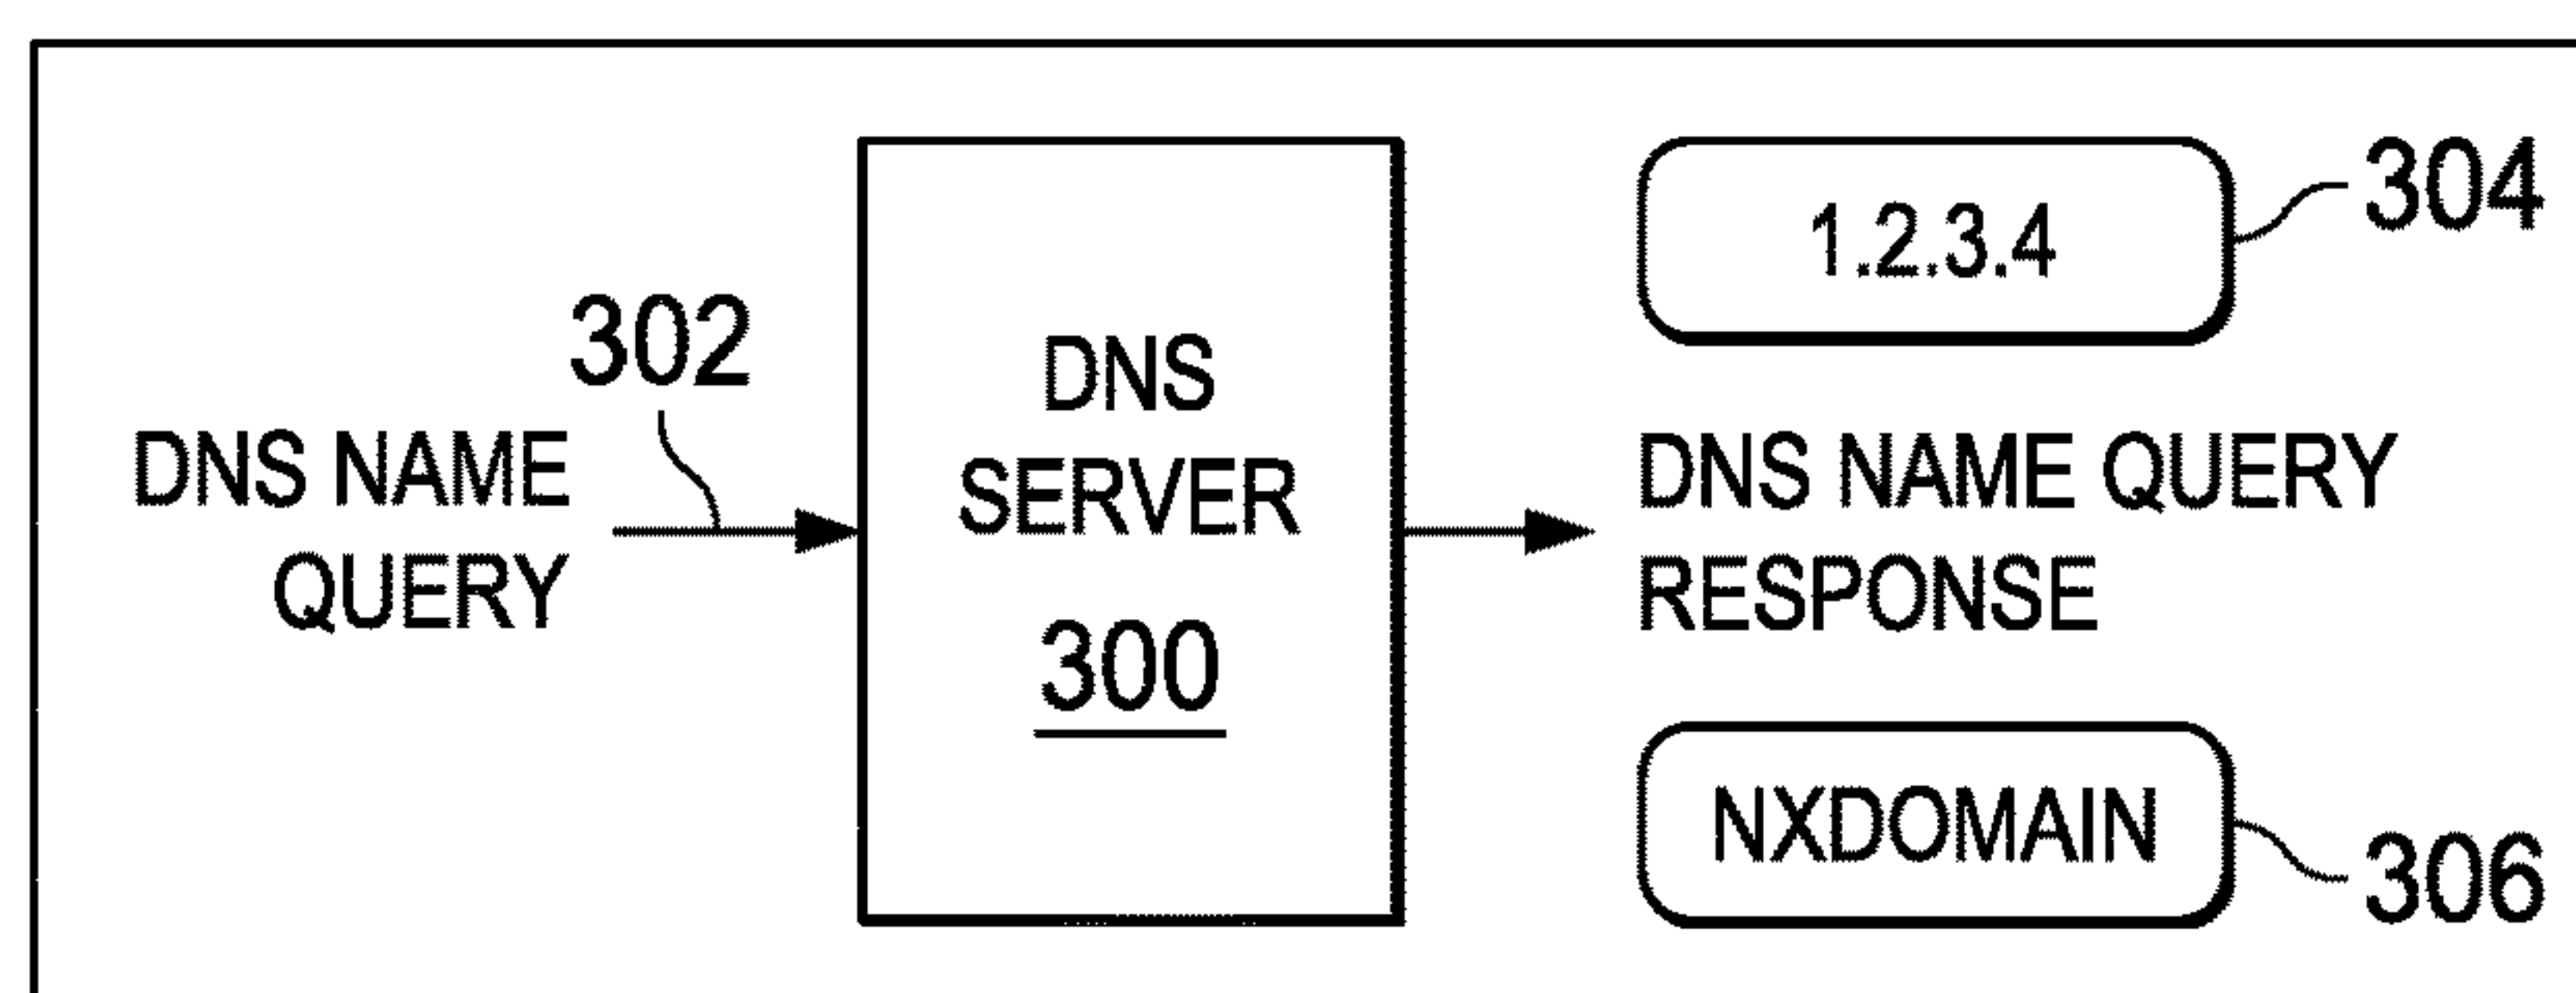 DNS NAME
QUERY
302
DNS
SERVER
300
1.2.3.4
304
DNS NAME QUERY
RESPONSE
NXDOMAIN
306